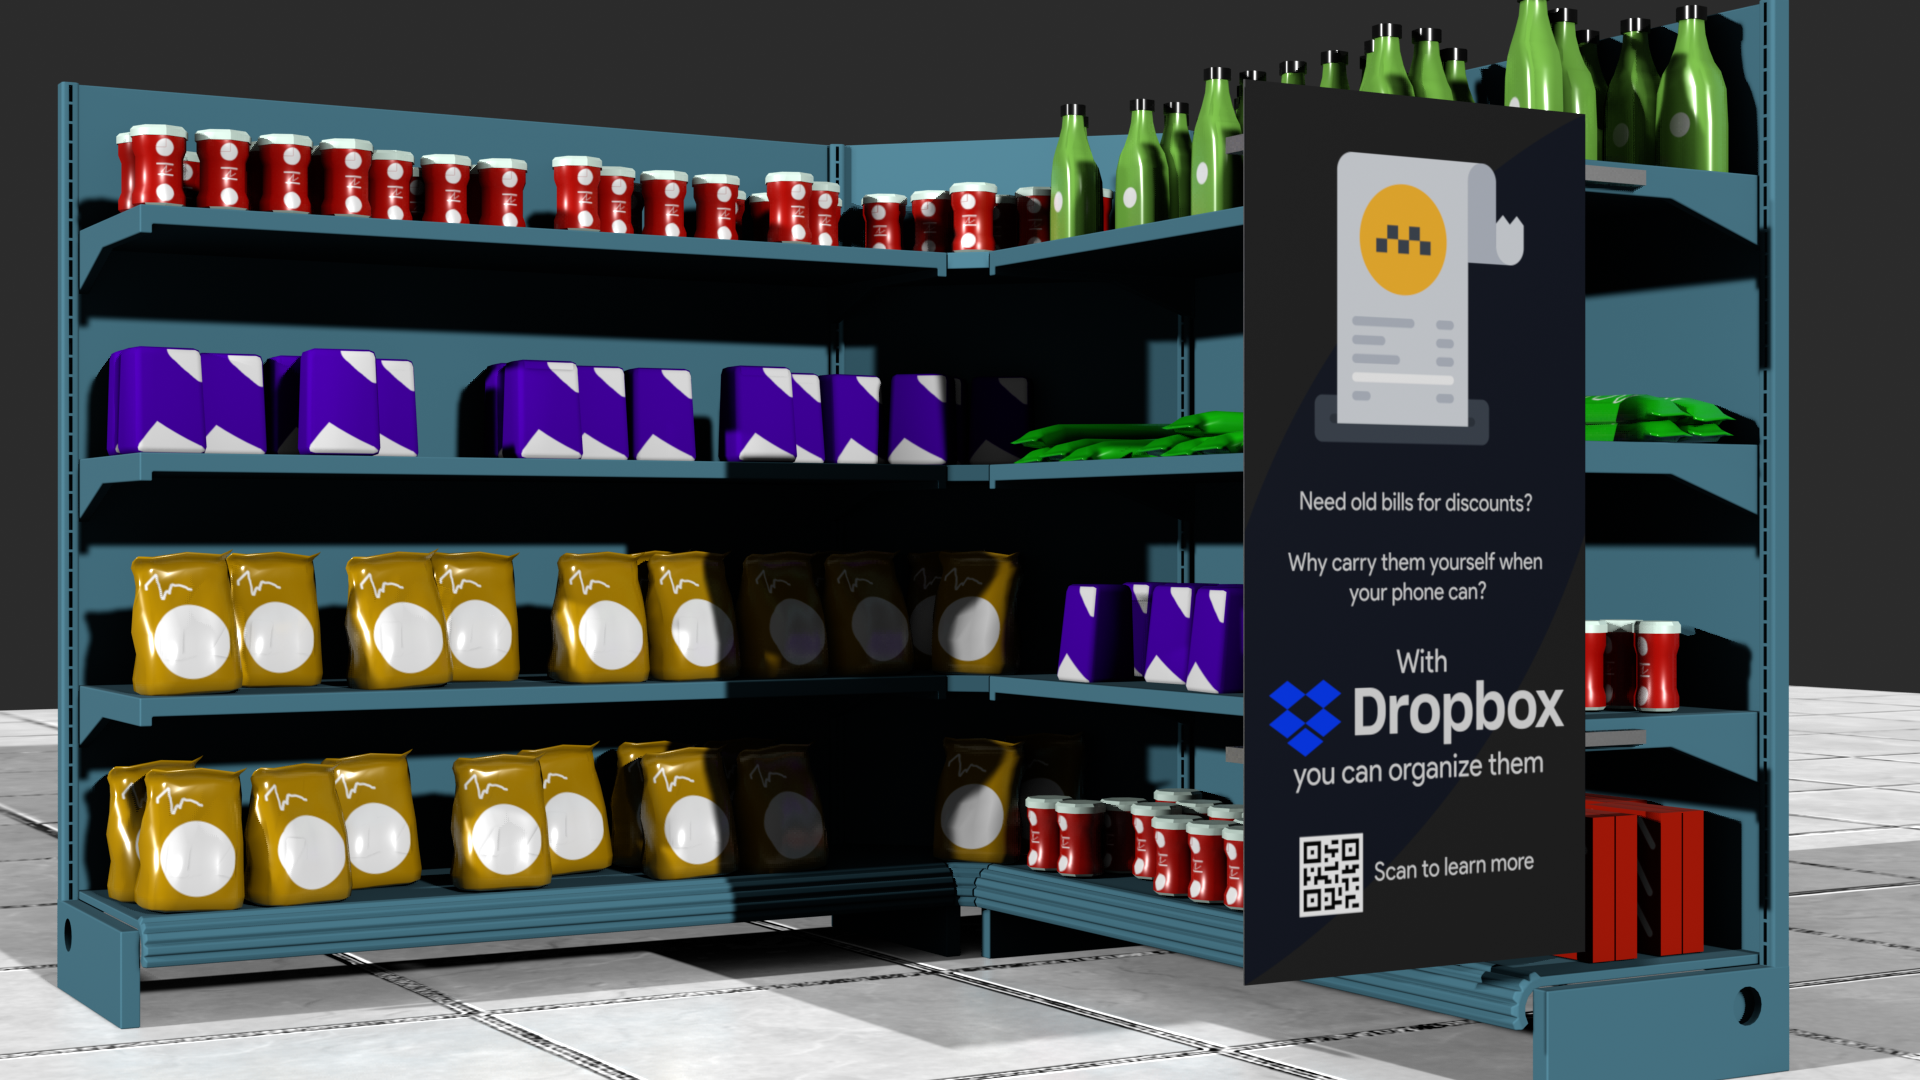 Need old bills for discounts?
Why carry them yourself when
your phone can?
With
Dropbox
you can organize them
Scan to learn more